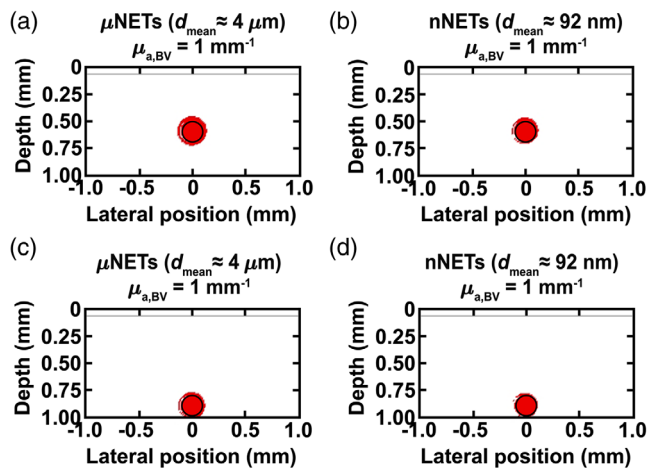 (a)
μNETs (dmean≈ 4 μm)
μa,BV = 1 mm-1
Depth (mm)
0
0.25
0.50
0.75
1.00
-1.0 -0.5 0 0.5 1.0
Lateral position (mm)
(b)
nNETs (dmean≈ 92 nm)
μa,BV = 1 mm-1
Depth (mm)
0
0.25
0.50
0.75
1.00
-1.0 -0.5 0 0.5 1.0
Lateral position (mm)
(c)
μNETs (dmean≈ 4 μm)
μa,BV = 1 mm-1
Depth (mm)
0
0.25
0.50
0.75
1.00
-1.0 -0.5 0 0.5 1.0
Lateral position (mm)
(d)
nNETs (dmean≈ 92 nm)
μa,BV = 1 mm-1
Depth (mm)
0
0.25
0.50
0.75
1.00
-1.0 -0.5 0 0.5 1.0
Lateral position (mm)